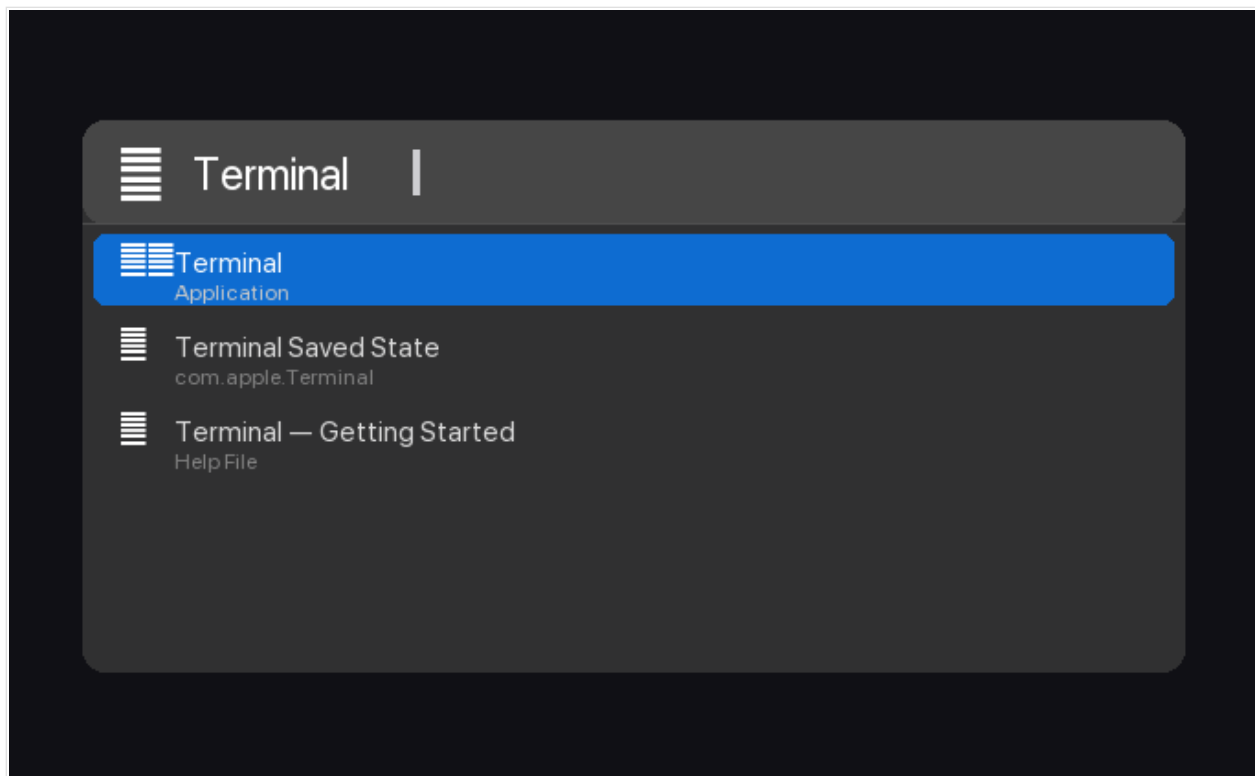 Terminal
Terminal
Application
Terminal Saved State
com.apple.Terminal
Terminal — Getting Started
Help File